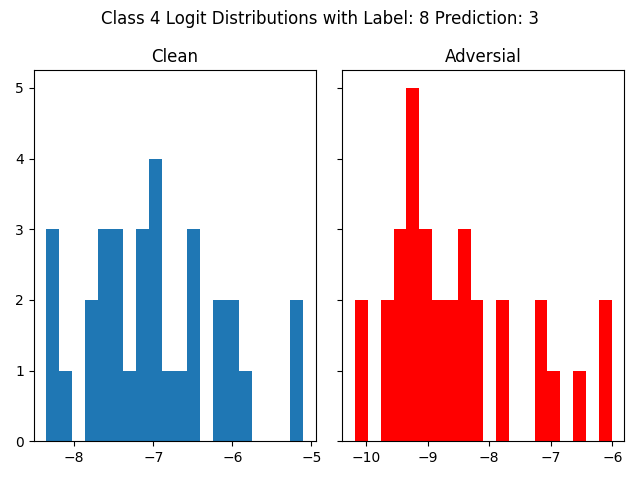 Class 4 Logit Distributions with Label: 8 Prediction: 3
Clean
Adversial
5
4
3
2
1
0
−8 −7 −6 −5
−10 −9 −8 −7 −6